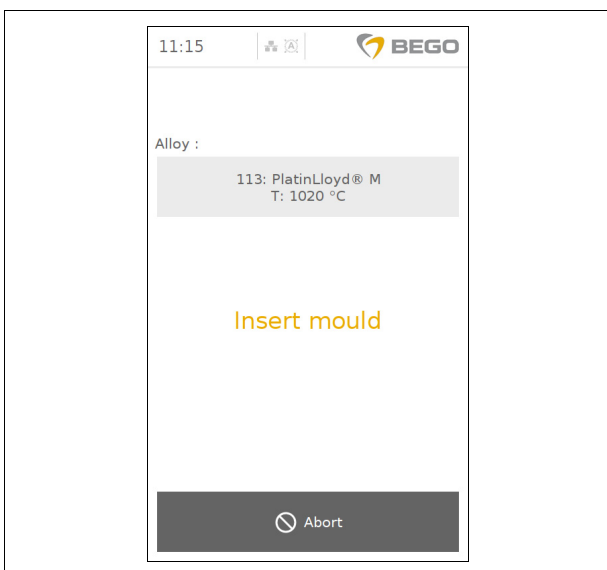 11:15
A
BEGO
Alloy :
113: PlatinLloyd® M
T: 1020 °C
Insert mould
Abort